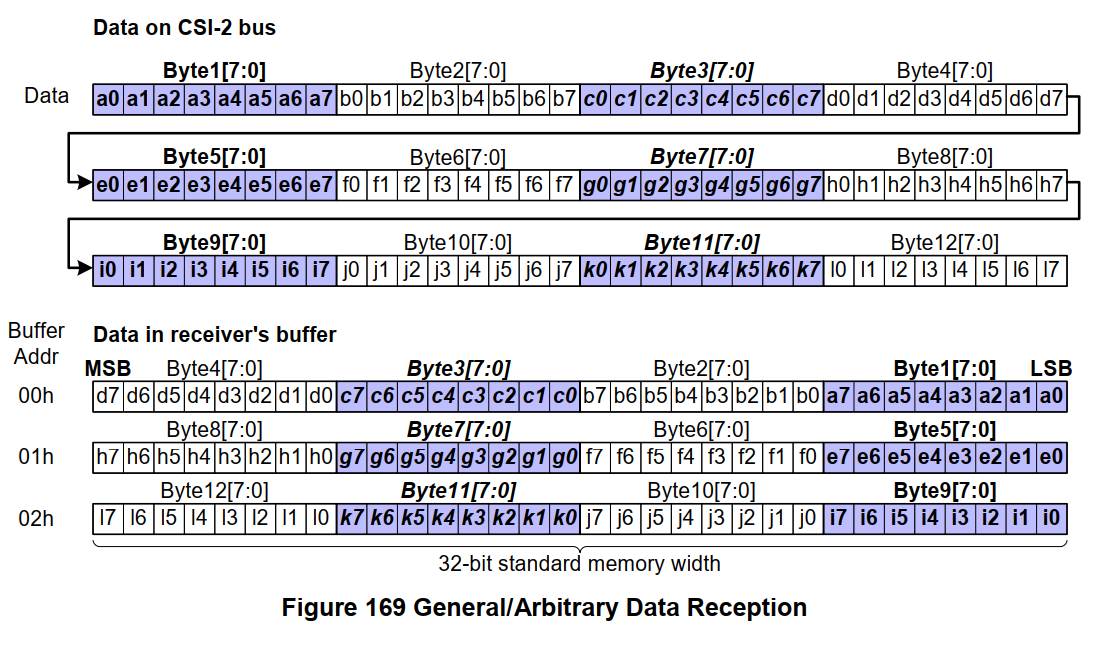 Data on CSI-2 bus
Byte1[7:0] Byte2[7:0] Byte3[7:0] Byte4[7:0]
Data a0 a1 a2 a3 a4 a5 a6 a7 b0 b1 b2 b3 b4 b5 b6 b7 c0 c1 c2 c3 c4 c5 c6 c7 d0 d1 d2 d3 d4 d5 d6 d7
Byte5[7:0] Byte6[7:0] Byte7[7:0] Byte8[7:0]
e0 e1 e2 e3 e4 e5 e6 e7 f0 f1 f2 f3 f4 f5 f6 f7 g0 g1 g2 g3 g4 g5 g6 g7 h0 h1 h2 h3 h4 h5 h6 h7
Byte9[7:0] Byte10[7:0] Byte11[7:0] Byte12[7:0]
i0 i1 i2 i3 i4 i5 i6 i7 j0 j1 j2 j3 j4 j5 j6 j7 k0 k1 k2 k3 k4 k5 k6 k7 l0 l1 l2 l3 l4 l5 l6 l7
Buffer Addr
Data in receiver's buffer
MSB Byte4[7:0] Byte3[7:0] Byte2[7:0] Byte1[7:0] LSB
00h d7 d6 d5 d4 d3 d2 d1 d0 c7 c6 c5 c4 c3 c2 c1 c0 b7 b6 b5 b4 b3 b2 b1 b0 a7 a6 a5 a4 a3 a2 a1 a0
Byte8[7:0] Byte7[7:0] Byte6[7:0] Byte5[7:0]
01h h7 h6 h5 h4 h3 h2 h1 h0 g7 g6 g5 g4 g3 g2 g1 g0 f7 f6 f5 f4 f3 f2 f1 f0 e7 e6 e5 e4 e3 e2 e1 e0
Byte12[7:0] Byte11[7:0] Byte10[7:0] Byte9[7:0]
02h l7 l6 l5 l4 l3 l2 l1 l0 k7 k6 k5 k4 k3 k2 k1 k0 j7 j6 j5 j4 j3 j2 j1 j0 i7 i6 i5 i4 i3 i2 i1 i0
32-bit standard memory width
Figure 169 General/Arbitrary Data Reception